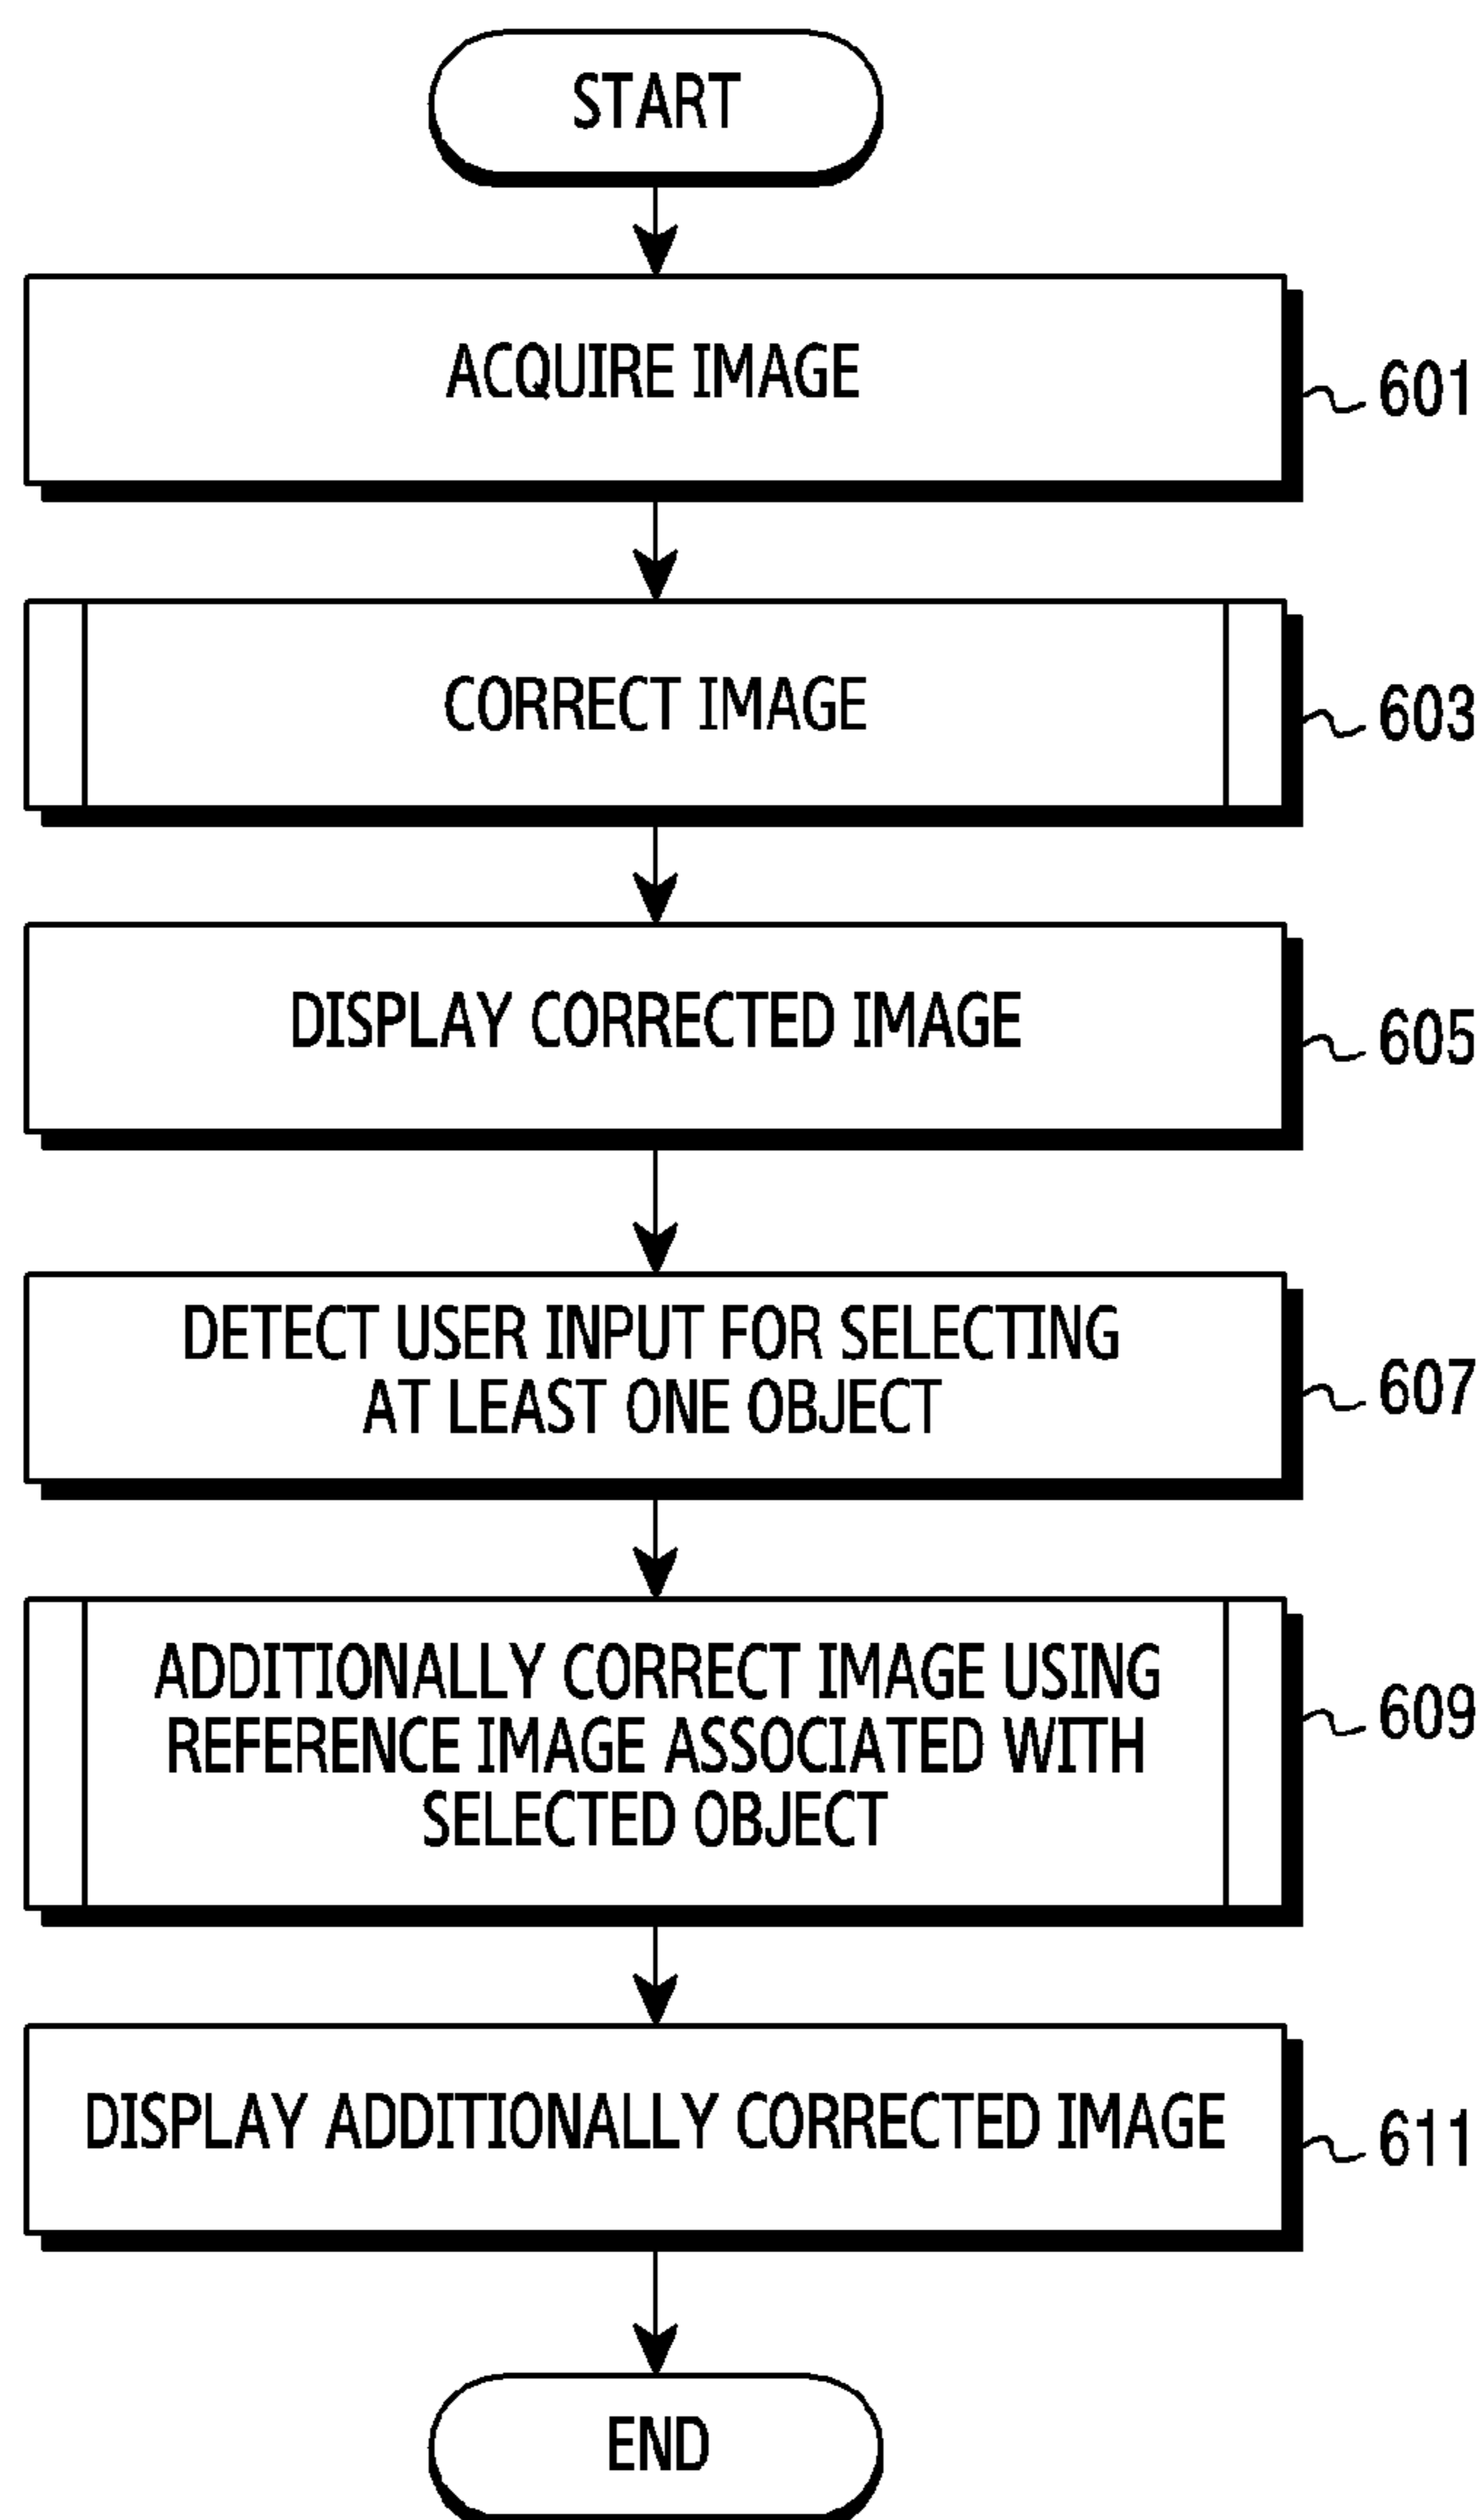 START
ACQUIRE IMAGE
601
CORRECT IMAGE
603
DISPLAY CORRECTED IMAGE
605
DETECT USER INPUT FOR SELECTING
AT LEAST ONE OBJECT
607
ADDITIONALLY CORRECT IMAGE USING
REFERENCE IMAGE ASSOCIATED WITH
SELECTED OBJECT
609
DISPLAY ADDITIONALLY CORRECTED IMAGE
611
END